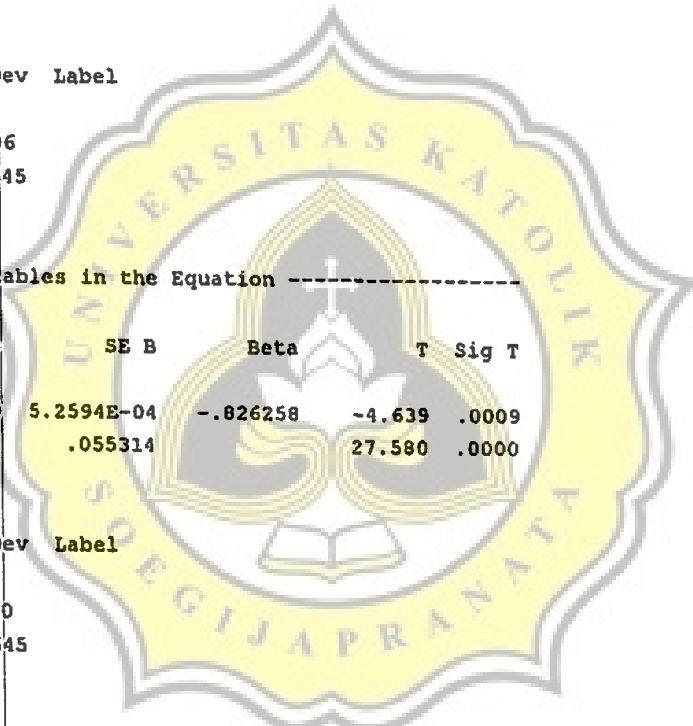 ev Label
6
45
ables in the Equation -------------------
SE B Beta T Sig T
5.2594E-04 -.826258 -4.639 .0009
.055314 27.580 .0000
ev Label
0
45
UNIVERSITAS KATOLIK
SOEGIJAPRANATA